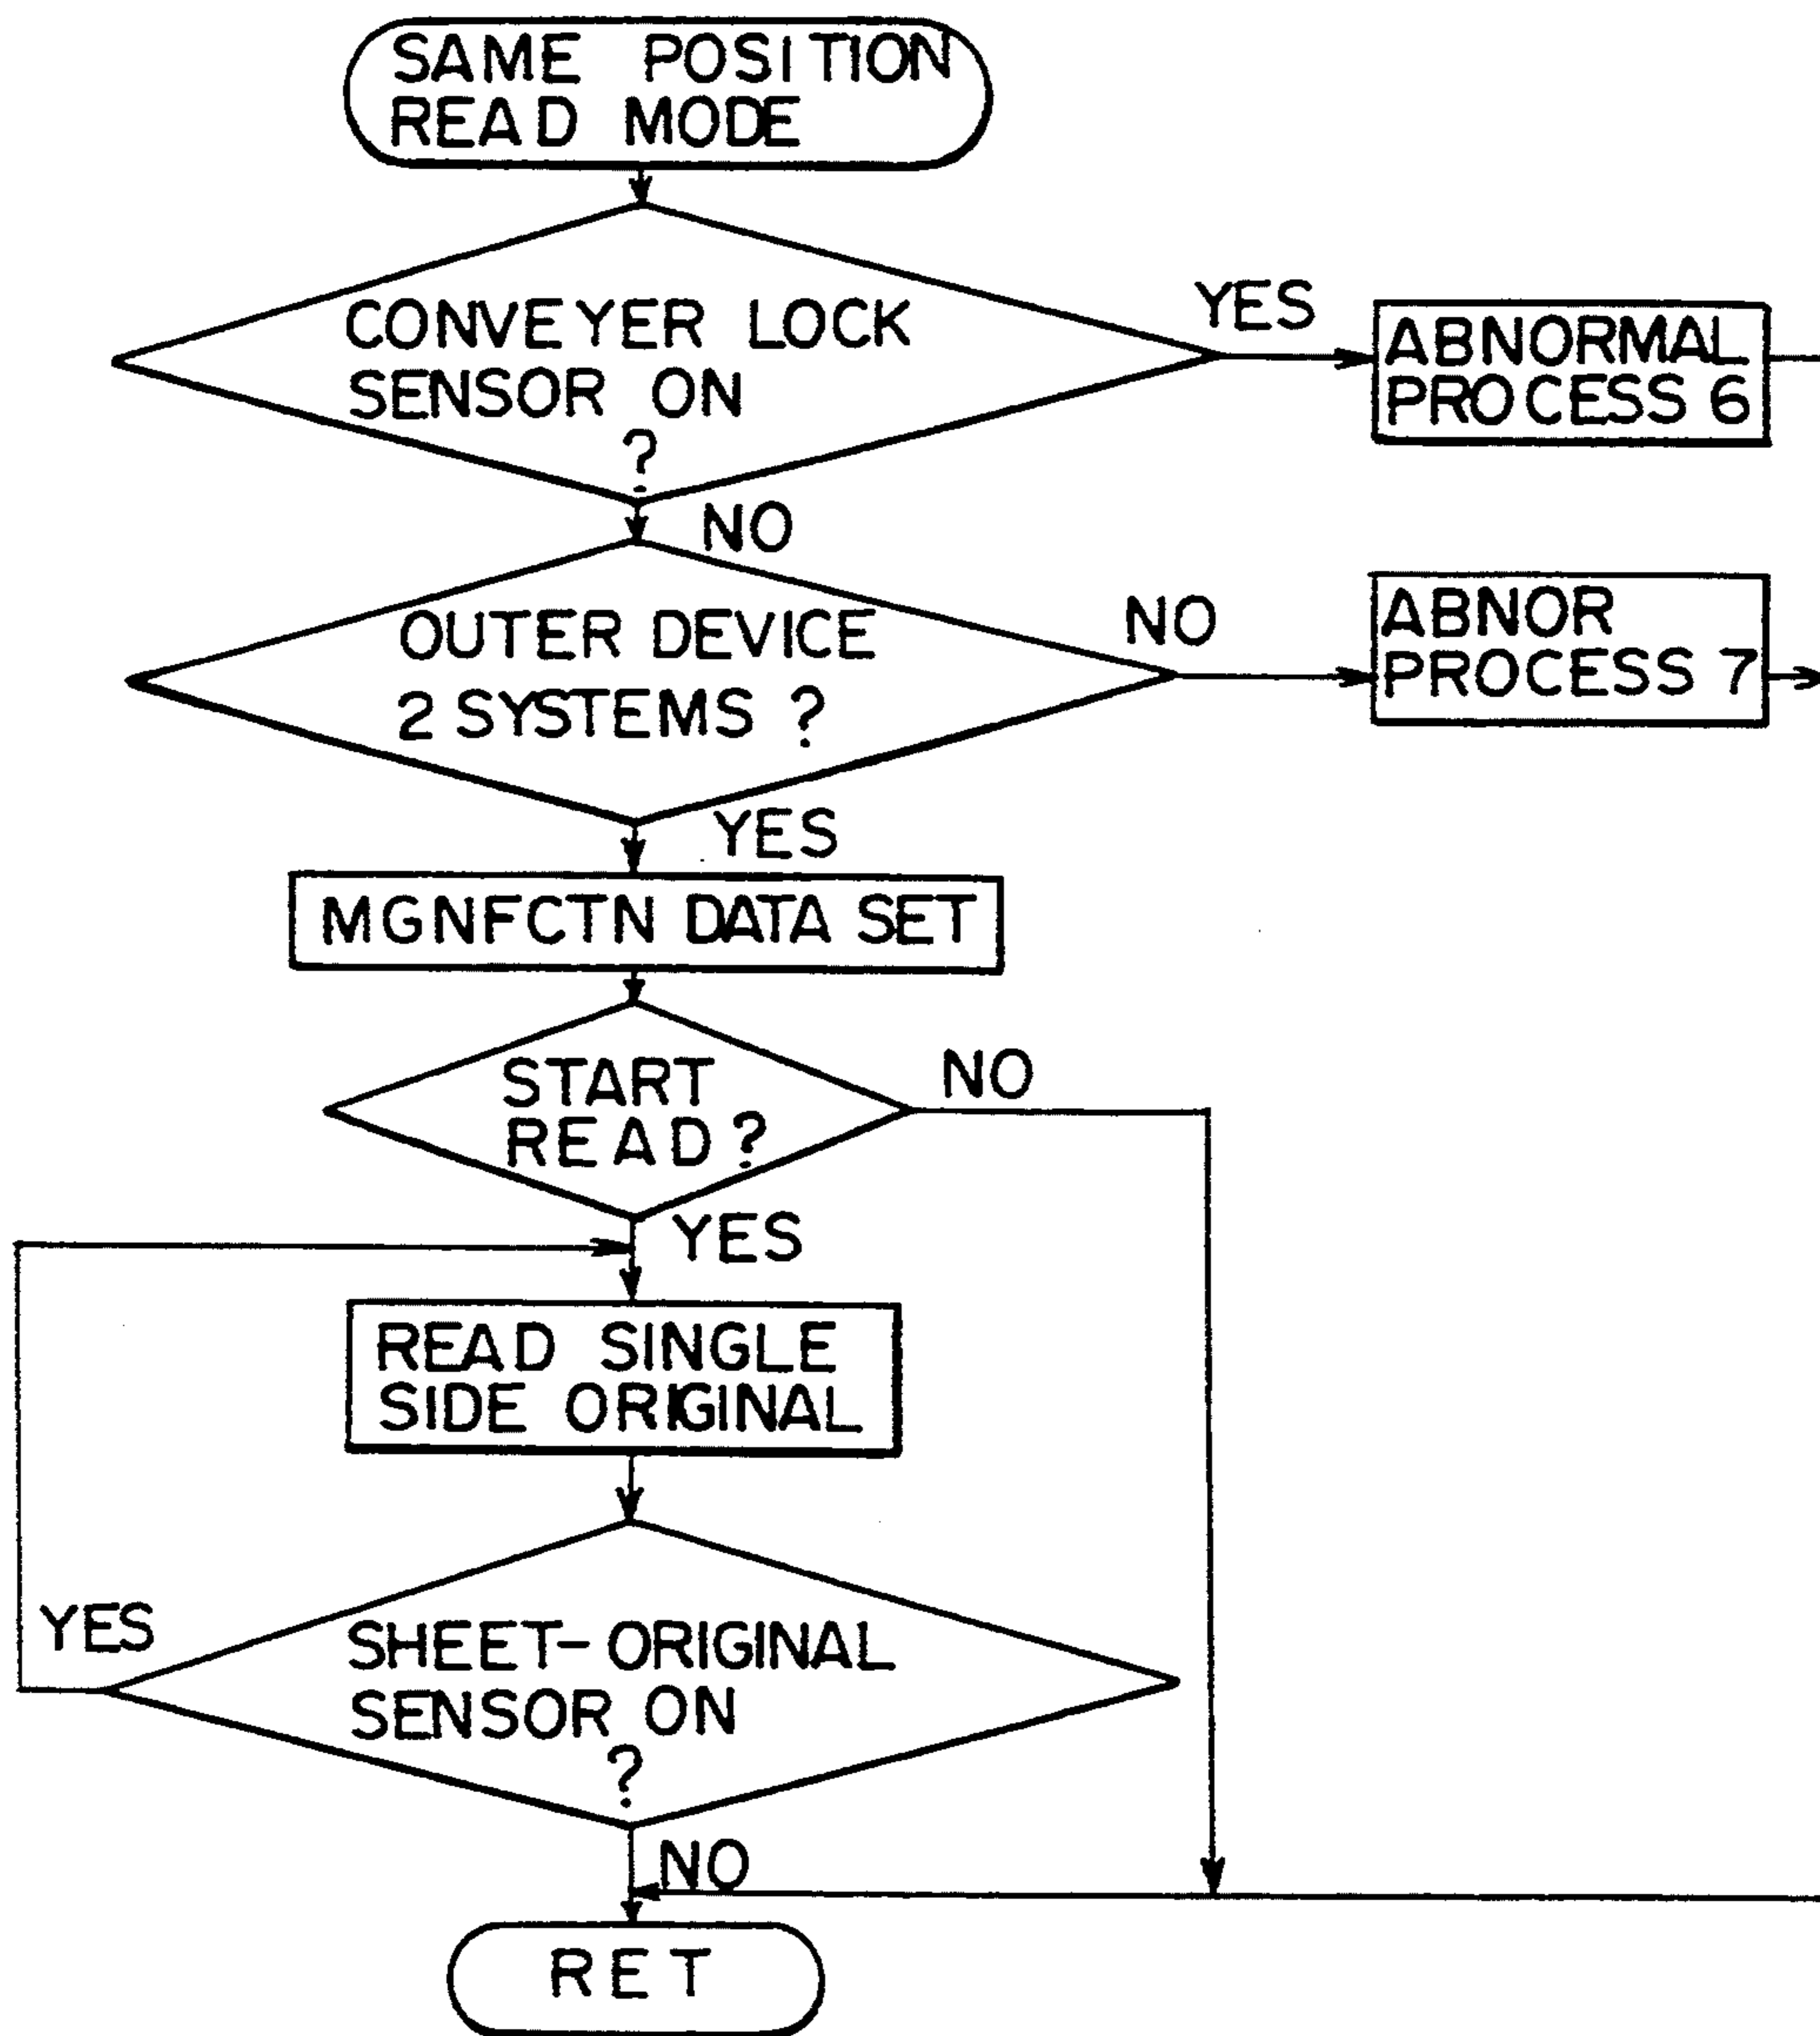 SAME POSITION
READ MODE
CONVEYER LOCK
SENSOR ON
?
YES
ABNORMAL
PROCESS 6
NO
OUTER DEVICE
2 SYSTEMS ?
NO
ABNOR
PROCESS 7
YES
MGNFCTN DATA SET
START
READ ?
NO
YES
READ SINGLE
SIDE ORIGINAL
YES
SHEET-ORIGINAL
SENSOR ON
?
NO
RET